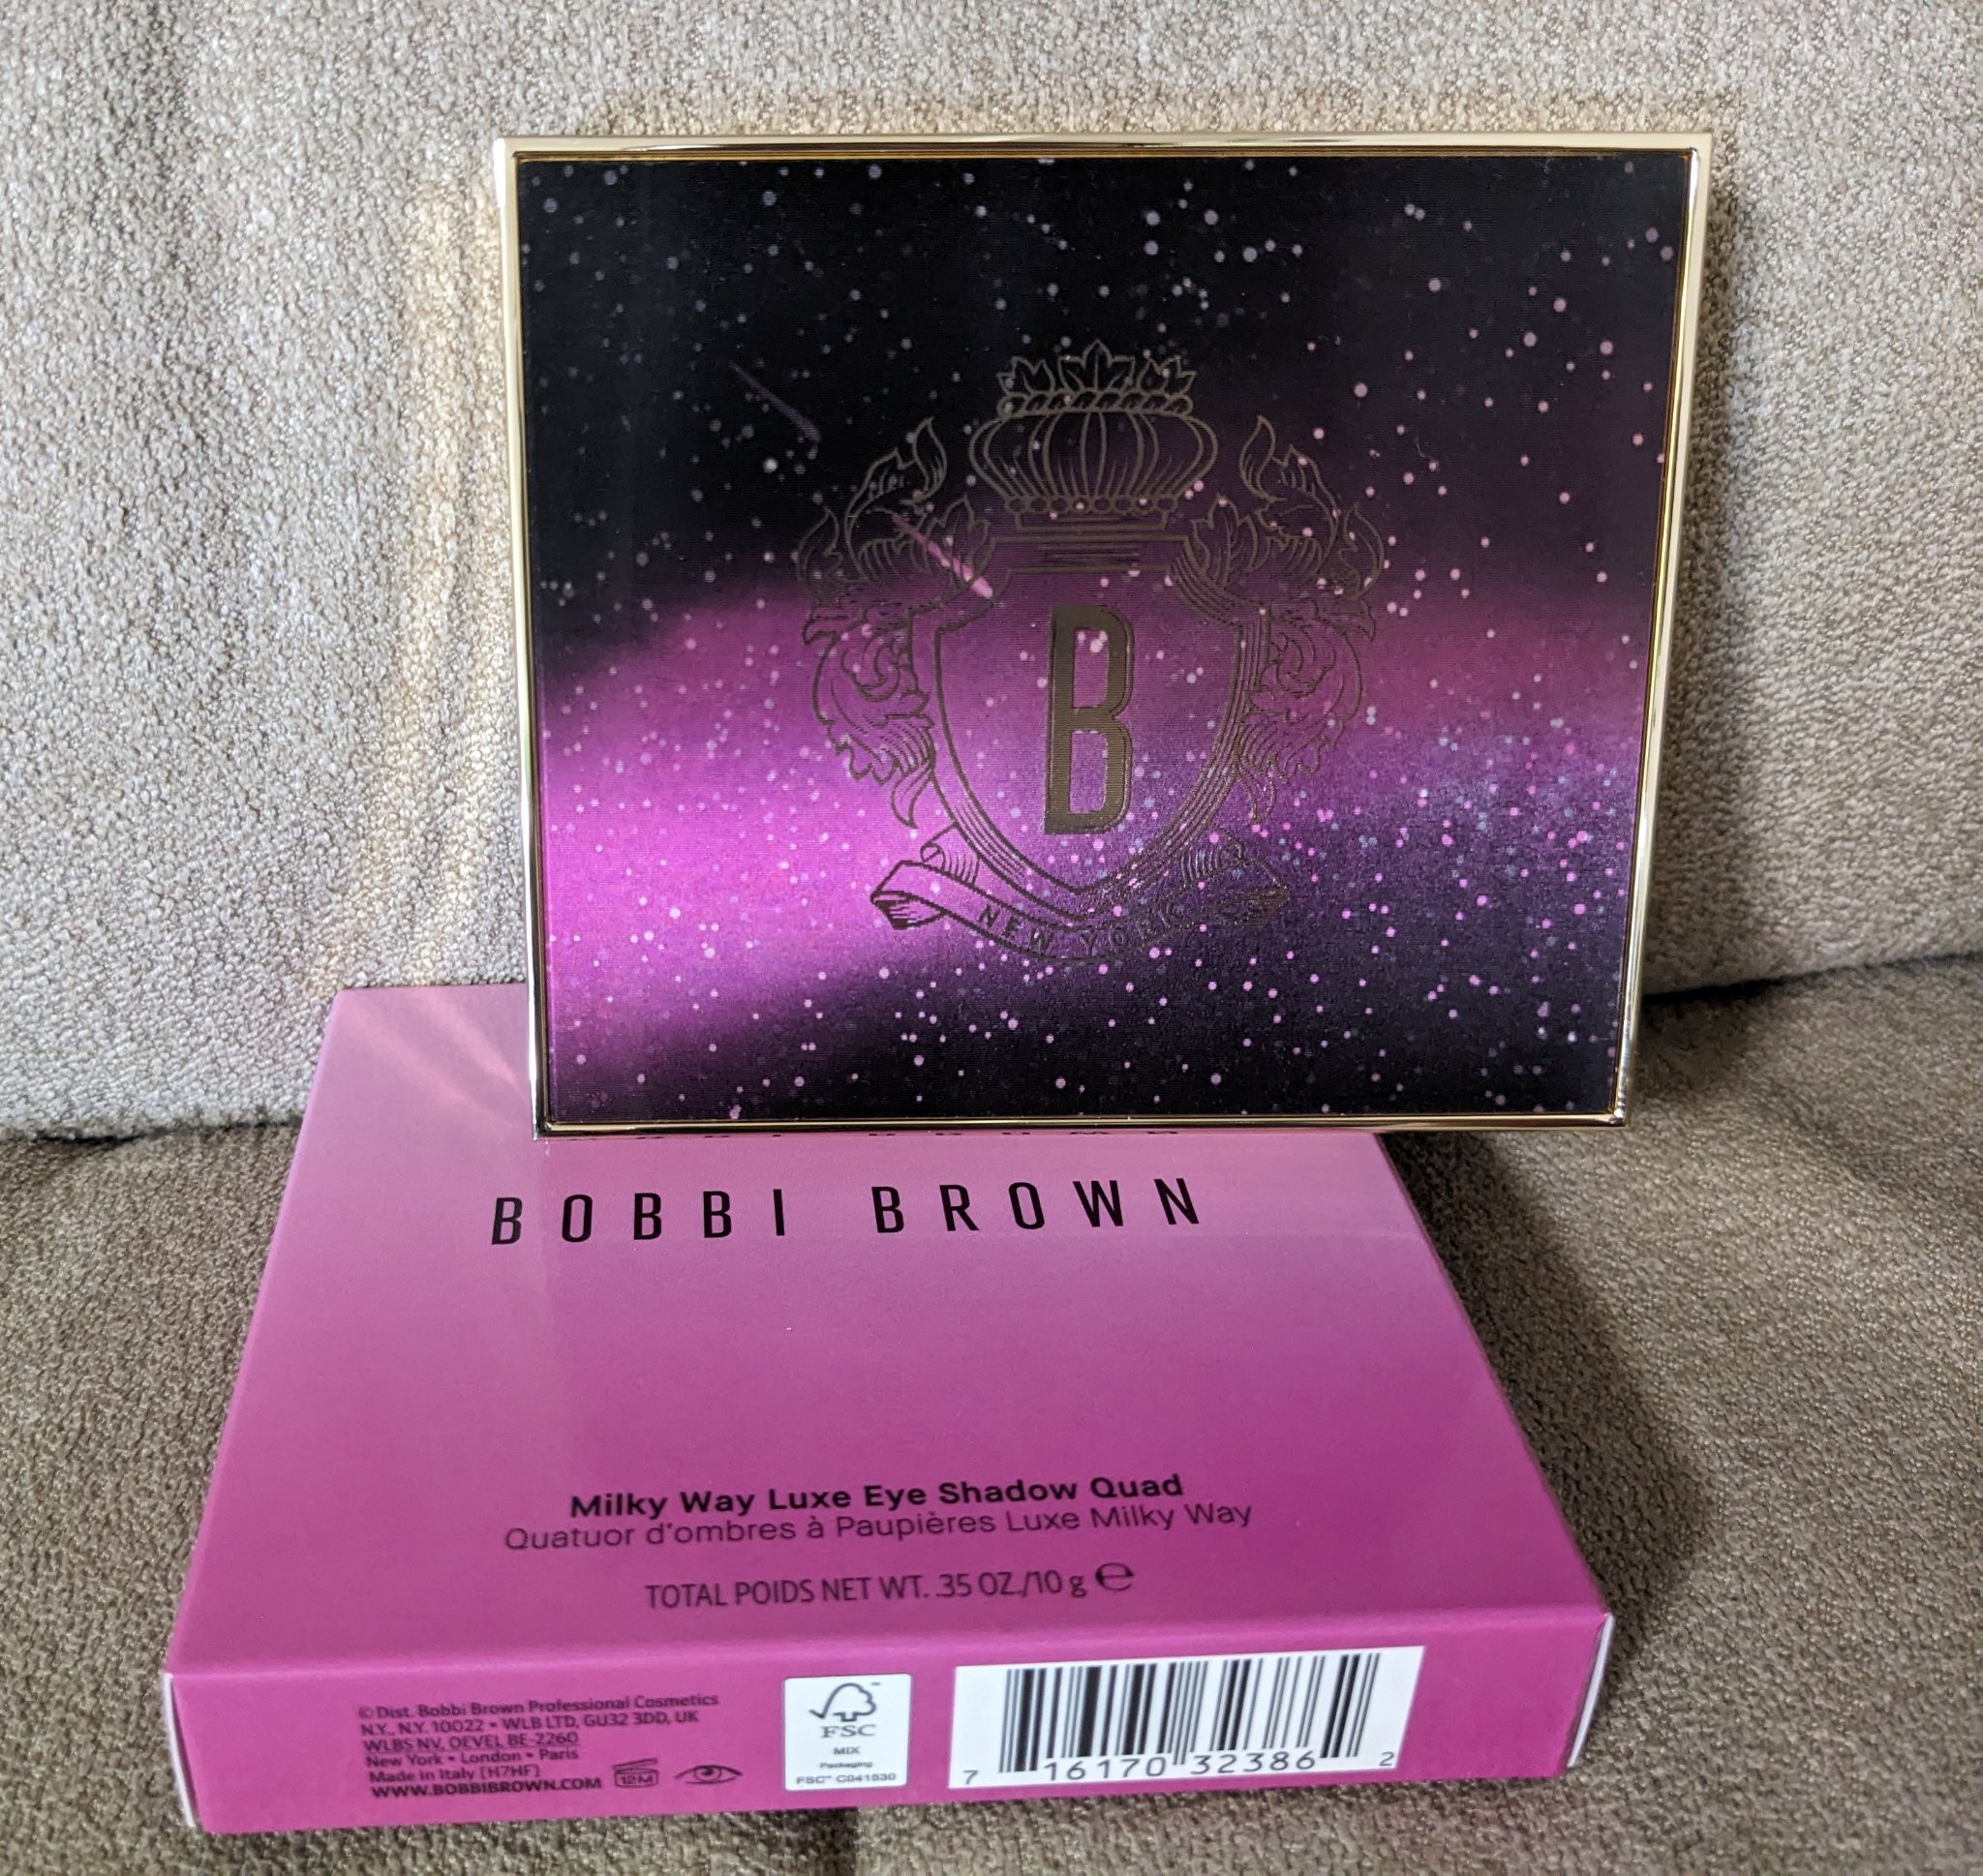 B
NEW YORK
BOBBI BROWN
Milky Way Luxe Eye Shadow Quad
Quatuor d'ombres à Paupières Luxe Milky Way
TOTAL POIDS NET WT. .35 OZ./10 g ℮
© Dist. Bobbi Brown Professional Cosmetics
N.Y., N.Y. 10022 • WLB LTD, GU32 3DD, UK
WLBS NV, OEVEL BE-2260
New York • London • Paris
Made in Italy [H7HF]
WWW.BOBBIBROWN.COM
12M
FSC
MIX
Packaging
FSC™ C041530
7 16170 32386 2